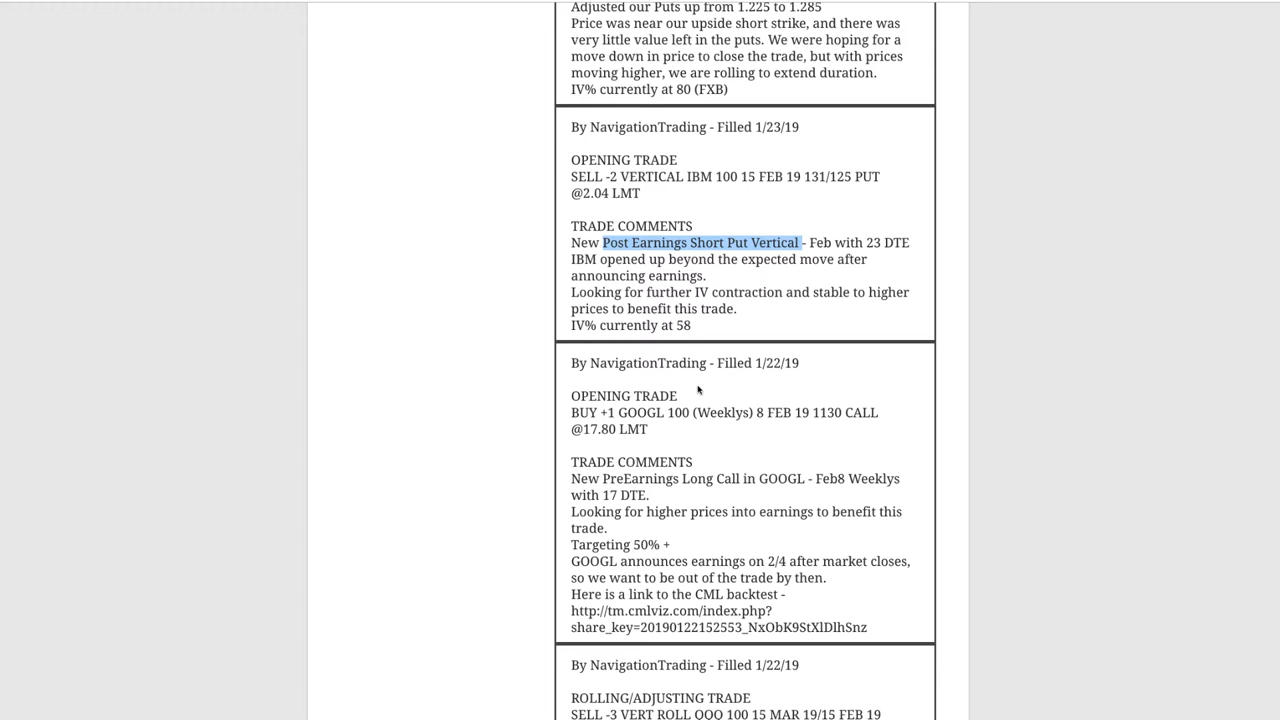 Adjusted our Puts up from 1.225 to 1.285
Price was near our upside short strike, and there was
very little value left in the puts. We were hoping for a
move down in price to close the trade, but with prices
moving higher, we are rolling to extend duration.
IV% currently at 80 (FXB)
By NavigationTrading - Filled 1/23/19
OPENING TRADE
SELL -2 VERTICAL IBM 100 15 FEB 19 131/125 PUT
@2.04 LMT
TRADE COMMENTS
New Post Earnings Short Put Vertical - Feb with 23 DTE
IBM opened up beyond the expected move after
announcing earnings.
Looking for further IV contraction and stable to higher
prices to benefit this trade.
IV% currently at 58
By NavigationTrading - Filled 1/22/19
OPENING TRADE
BUY +1 GOOGL 100 (Weeklys) 8 FEB 19 1130 CALL
@17.80 LMT
TRADE COMMENTS
New PreEarnings Long Call in GOOGL - Feb8 Weeklys
with 17 DTE.
Looking for higher prices into earnings to benefit this
trade.
Targeting 50% +
GOOGL announces earnings on 2/4 after market closes,
so we want to be out of the trade by then.
Here is a link to the CML backtest -
http://tm.cmlviz.com/index.php?
share_key=20190122152553_NxObK9StXlDlhSnz
By NavigationTrading - Filled 1/22/19
ROLLING/ADJUSTING TRADE
SELL -3 VERT ROLL QQQ 100 15 MAR 19/15 FEB 19